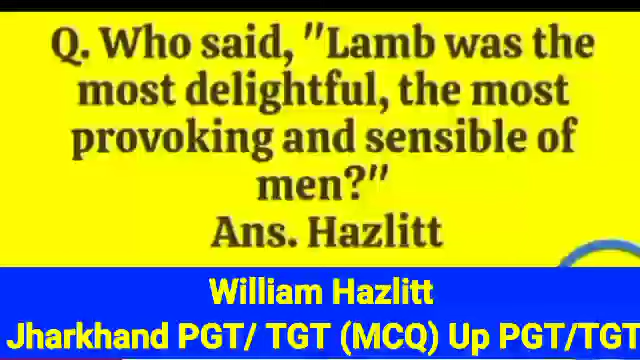 Q. Who said, "Lamb was the
most delightful, the most
provoking and sensible of
men?"
Ans. Hazlitt
William Hazlitt
Jharkhand PGT/ TGT (MCQ) Up PGT/TGT